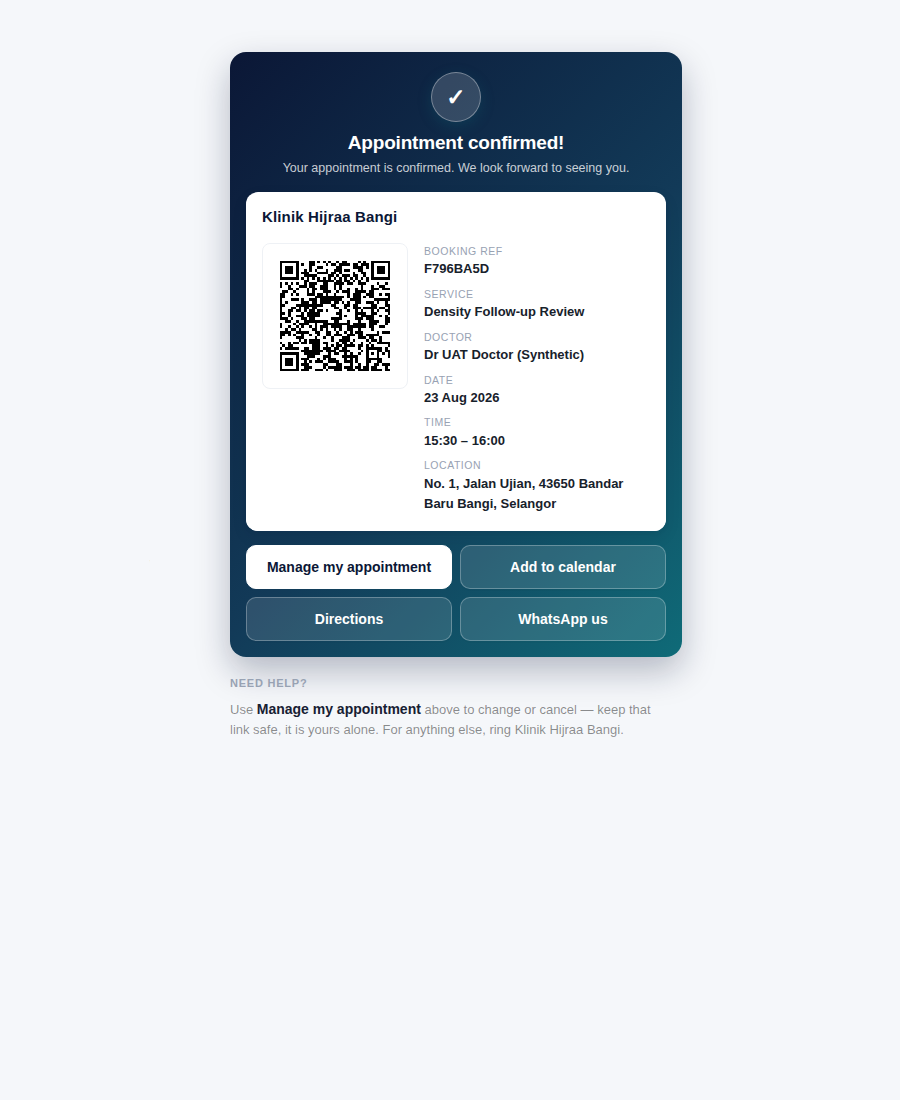 ✓
Appointment confirmed!
Your appointment is confirmed. We look forward to seeing you.
Klinik Hijraa Bangi
BOOKING REF
F796BA5D
SERVICE
Density Follow-up Review
DOCTOR
Dr UAT Doctor (Synthetic)
DATE
23 Aug 2026
TIME
15:30 – 16:00
LOCATION
No. 1, Jalan Ujian, 43650 Bandar
Baru Bangi, Selangor
Manage my appointment
Add to calendar
Directions
WhatsApp us
NEED HELP?
Use Manage my appointment above to change or cancel — keep that
link safe, it is yours alone. For anything else, ring Klinik Hijraa Bangi.